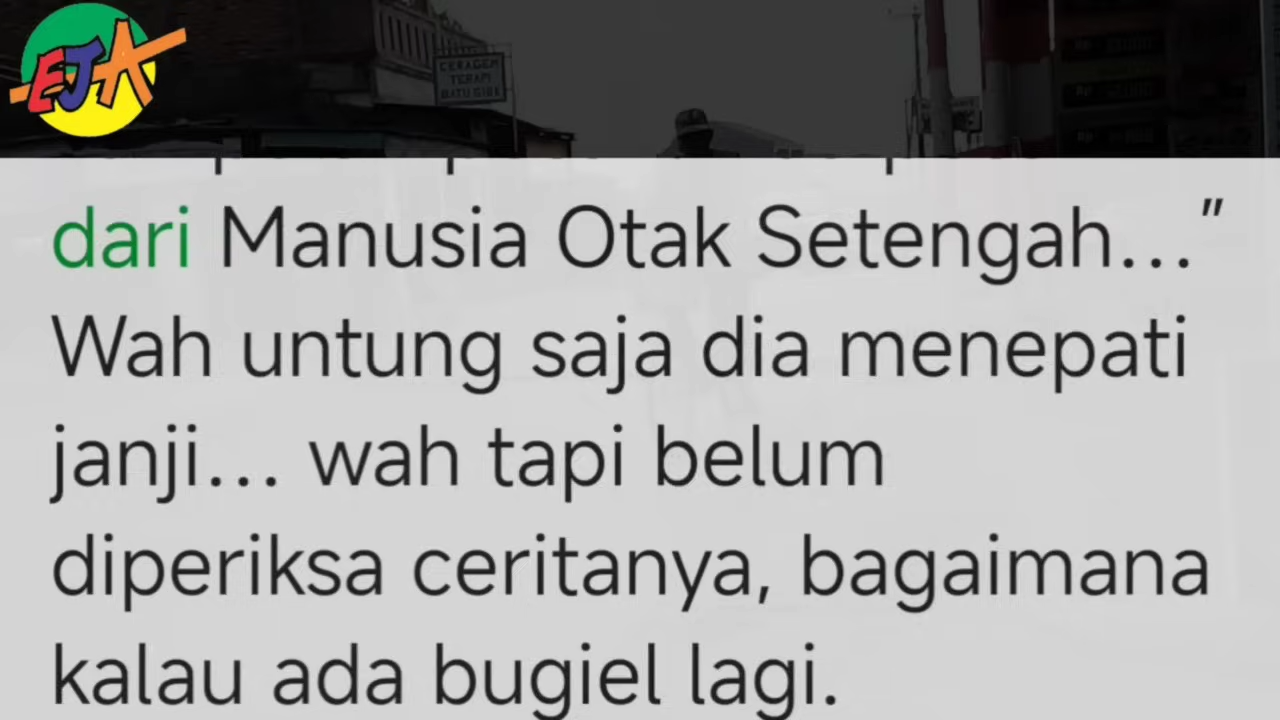 EJA
CERAGEM
TERAPI
BATU GIOK
dari Manusia Otak Setengah..."
Wah untung saja dia menepati
janji... wah tapi belum
diperiksa ceritanya, bagaimana
kalau ada bugiel lagi.